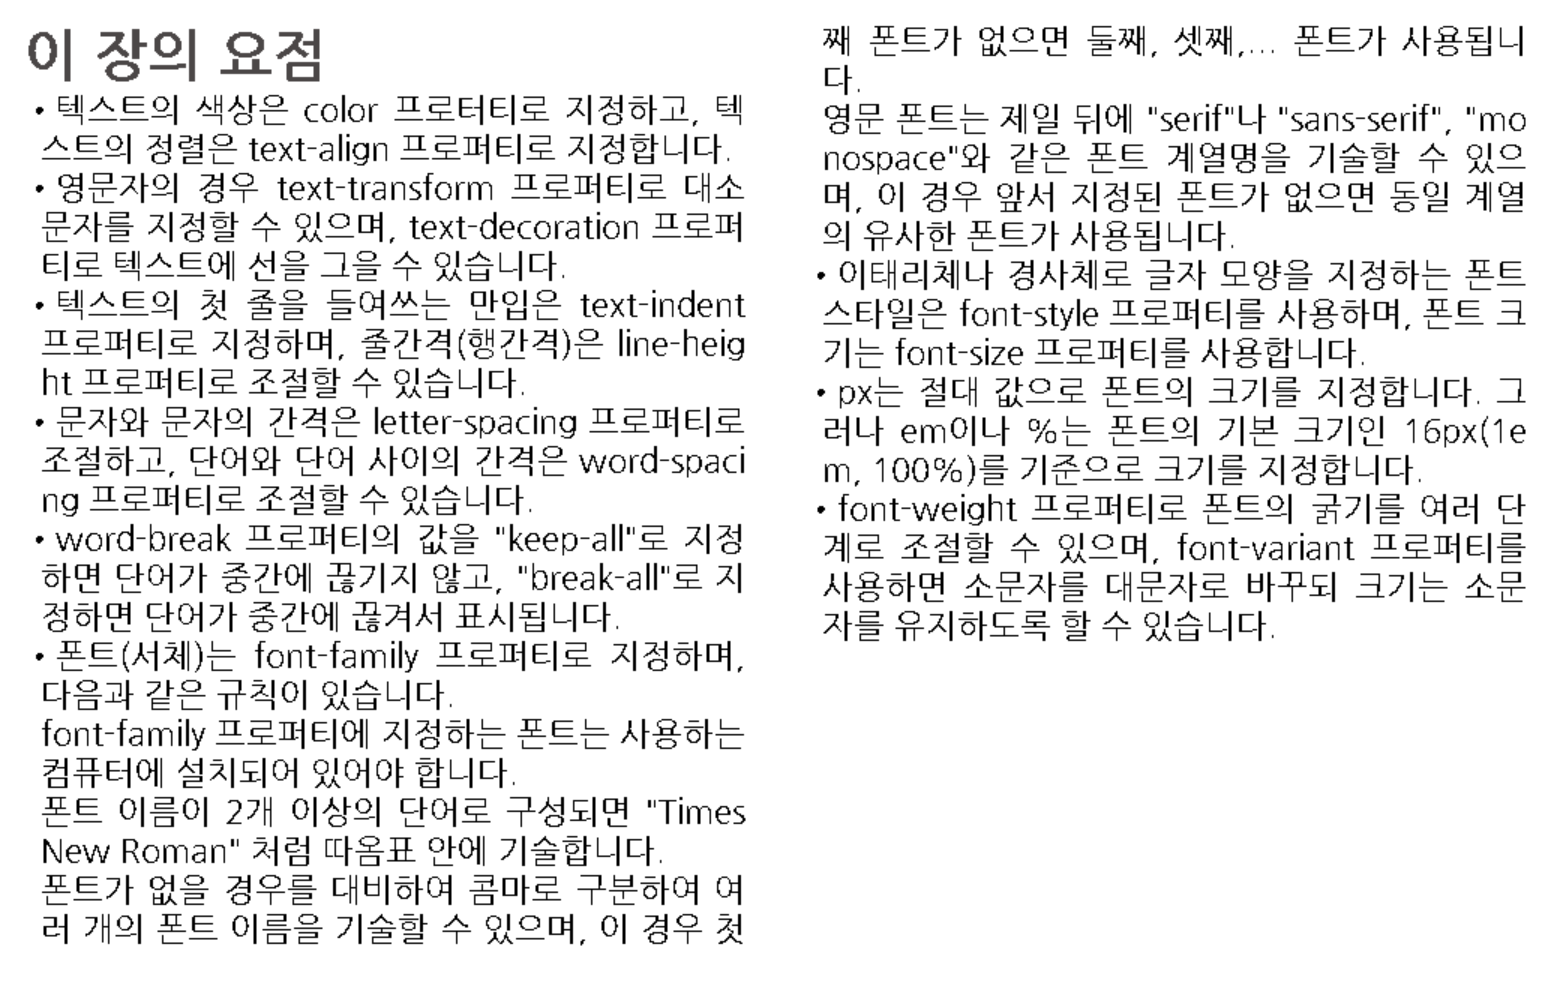 이 장의 요점
• 텍스트의 색상은 color 프로터티로 지정하고, 텍
스트의 정렬은 text-align 프로퍼티로 지정합니다.
• 영문자의 경우 text-transform 프로퍼티로 대소
문자를 지정할 수 있으며, text-decoration 프로퍼
티로 텍스트에 선을 그을 수 있습니다.
• 텍스트의 첫 줄을 들여쓰는 만입은 text-indent
프로퍼티로 지정하며, 줄간격(행간격)은 line-heig
ht 프로퍼티로 조절할 수 있습니다.
• 문자와 문자의 간격은 letter-spacing 프로퍼티로
조절하고, 단어와 단어 사이의 간격은 word-spaci
ng 프로퍼티로 조절할 수 있습니다.
• word-break 프로퍼티의 값을 "keep-all"로 지정
하면 단어가 중간에 끊기지 않고, "break-all"로 지
정하면 단어가 중간에 끊겨서 표시됩니다.
• 폰트(서체)는 font-family 프로퍼티로 지정하며,
다음과 같은 규칙이 있습니다.
font-family 프로퍼티에 지정하는 폰트는 사용하는
컴퓨터에 설치되어 있어야 합니다.
폰트 이름이 2개 이상의 단어로 구성되면 "Times
New Roman" 처럼 따옴표 안에 기술합니다.
폰트가 없을 경우를 대비하여 콤마로 구분하여 여
러 개의 폰트 이름을 기술할 수 있으며, 이 경우 첫
째 폰트가 없으면 둘째, 셋째,... 폰트가 사용됩니
다.
영문 폰트는 제일 뒤에 "serif"나 "sans-serif", "mo
nospace"와 같은 폰트 계열명을 기술할 수 있으
며, 이 경우 앞서 지정된 폰트가 없으면 동일 계열
의 유사한 폰트가 사용됩니다.
• 이태리체나 경사체로 글자 모양을 지정하는 폰트
스타일은 font-style 프로퍼티를 사용하며, 폰트 크
기는 font-size 프로퍼티를 사용합니다.
• px는 절대 값으로 폰트의 크기를 지정합니다. 그
러나 em이나 %는 폰트의 기본 크기인 16px(1e
m, 100%)를 기준으로 크기를 지정합니다.
• font-weight 프로퍼티로 폰트의 굵기를 여러 단
계로 조절할 수 있으며, font-variant 프로퍼티를
사용하면 소문자를 대문자로 바꾸되 크기는 소문
자를 유지하도록 할 수 있습니다.